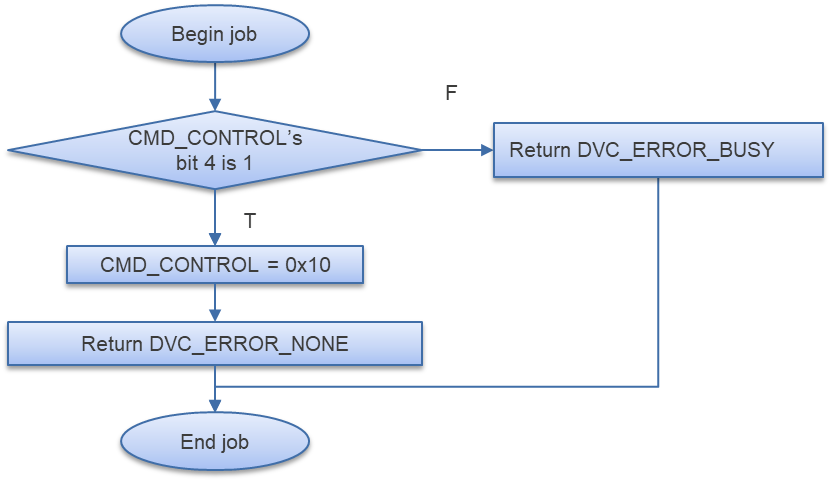 Begin job
F
CMD_CONTROL’s
bit 4 is 1
Return DVC_ERROR_BUSY
T
CMD_CONTROL = 0x10
Return DVC_ERROR_NONE
End job